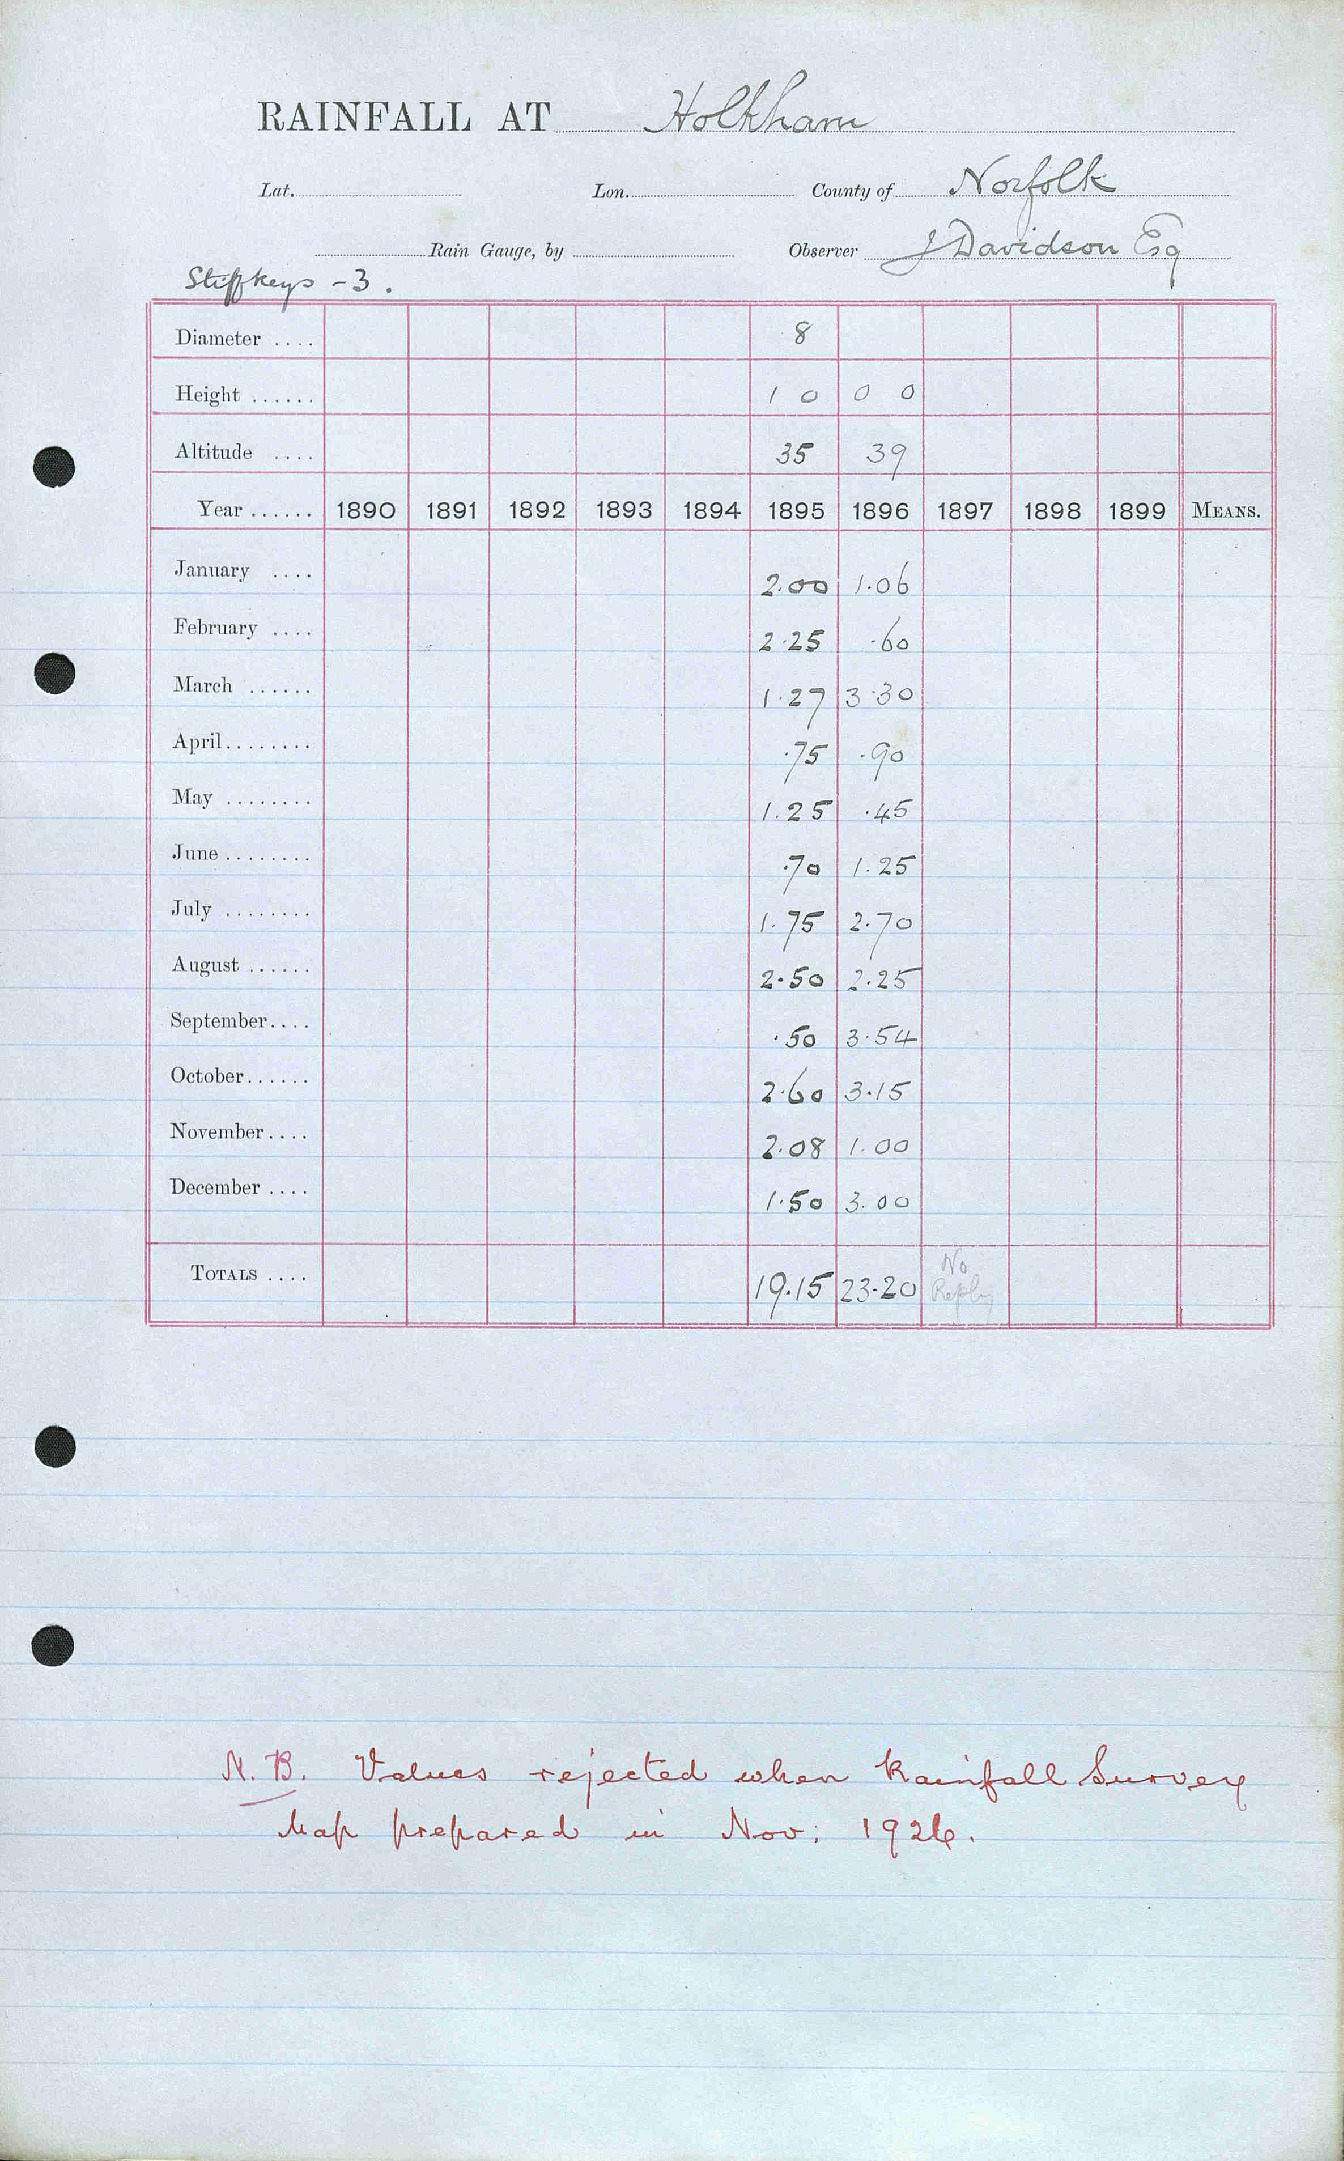 RAINFALL AT Holkham
Lat. Lon. County of Norfolk
Rain Gauge, by Observer J Davidson Esq
Stiffkeys - 3.
Diameter .... 8
Height ...... 1 0 0 0
Altitude .... 35 39
Year ...... 1890 1891 1892 1893 1894 1895 1896 1897 1898 1899 MEANS.
January .... 2.00 1.06
February .... 2.25 .60
March ...... 1.27 3.30
April........ .75 .90
May ........ 1.25 .45
June ........ .70 1.25
July ........ 1.75 2.70
August ...... 2.50 2.25
September.... .50 3.54
October...... 2.60 3.15
November.... 2.08 1.00
December .... 1.50 3.00
TOTALS .... 19.15 23.20 No Reply
N.B. Values rejected when Rainfall Survey
Map prepared in Nov: 1926.